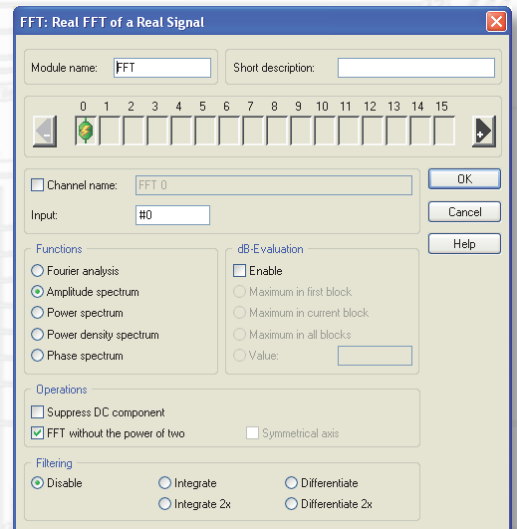 FFT: Real FFT of a Real Signal
Module name: FFT Short description:
0 1 2 3 4 5 6 7 8 9 10 11 12 13 14 15
Channel name: FFT 0
OK
Input: #0
Cancel
Help
Functions
Fourier analysis
Amplitude spectrum
Power spectrum
Power density spectrum
Phase spectrum
dB-Evaluation
Enable
Maximum in first block
Maximum in current block
Maximum in all blocks
Value:
Operations
Suppress DC component
FFT without the power of two Symmetrical axis
Filtering
Disable Integrate Differentiate
Integrate 2x Differentiate 2x